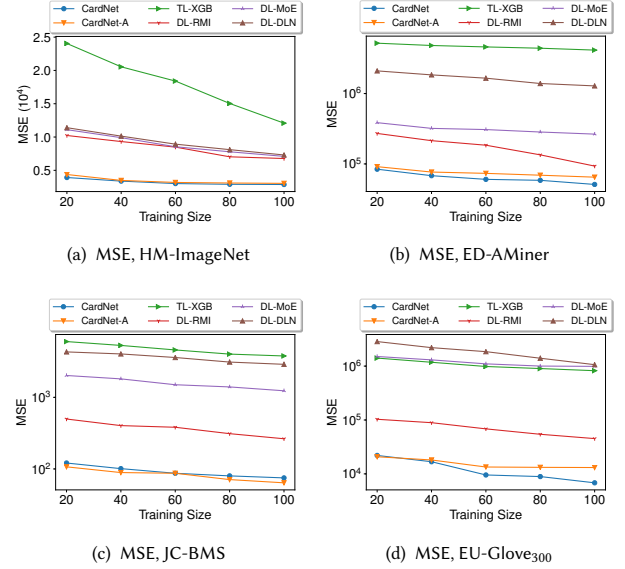 CardNet TL-XGB DL-MoE
CardNet-A DL-RMI DL-DLN
2.5
2.0
1.5
1.0
0.5
MSE (10⁴)
20 40 60 80 100
Training Size
(a) MSE, HM-ImageNet
CardNet TL-XGB DL-MoE
CardNet-A DL-RMI DL-DLN
10⁶
10⁵
MSE
20 40 60 80 100
Training Size
(b) MSE, ED-AMiner
CardNet TL-XGB DL-MoE
CardNet-A DL-RMI DL-DLN
10³
10²
MSE
20 40 60 80 100
Training Size
(c) MSE, JC-BMS
CardNet TL-XGB DL-MoE
CardNet-A DL-RMI DL-DLN
10⁶
10⁵
10⁴
MSE
20 40 60 80 100
Training Size
(d) MSE, EU-Glove₃₀₀